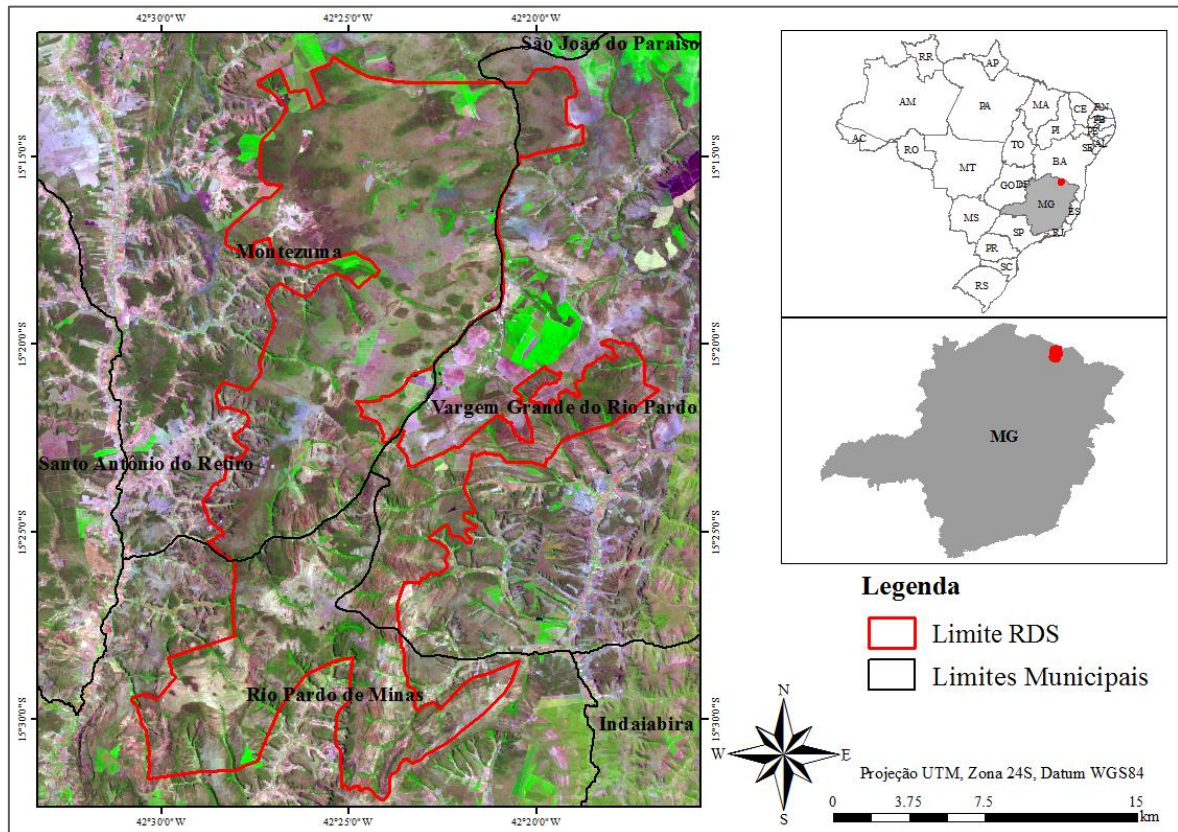 42°30'0"W
42°25'0"W
42°20'0"W
São João do Paraíso
15°15'0"S
15°15'0"S
Montezuma
15°20'0"S
15°20'0"S
Vargem Grande do Rio Pardo
Santo Antônio do Retiro
15°25'0"S
15°25'0"S
Rio Pardo de Minas
Indaiabira
15°30'0"S
15°30'0"S
42°30'0"W
42°25'0"W
42°20'0"W
RR
AP
AM
PA
MA
CE
RN
PB
PI
PE
AC
AL
TO
SE
RO
BA
MT
GO
DF
MG
ES
MS
SP
RJ
PR
SC
RS
MG
Legenda
Limite RDS
Limites Municipais
N
W
E
S
Projeção UTM, Zona 24S, Datum WGS84
0 3.75 7.5 15
km